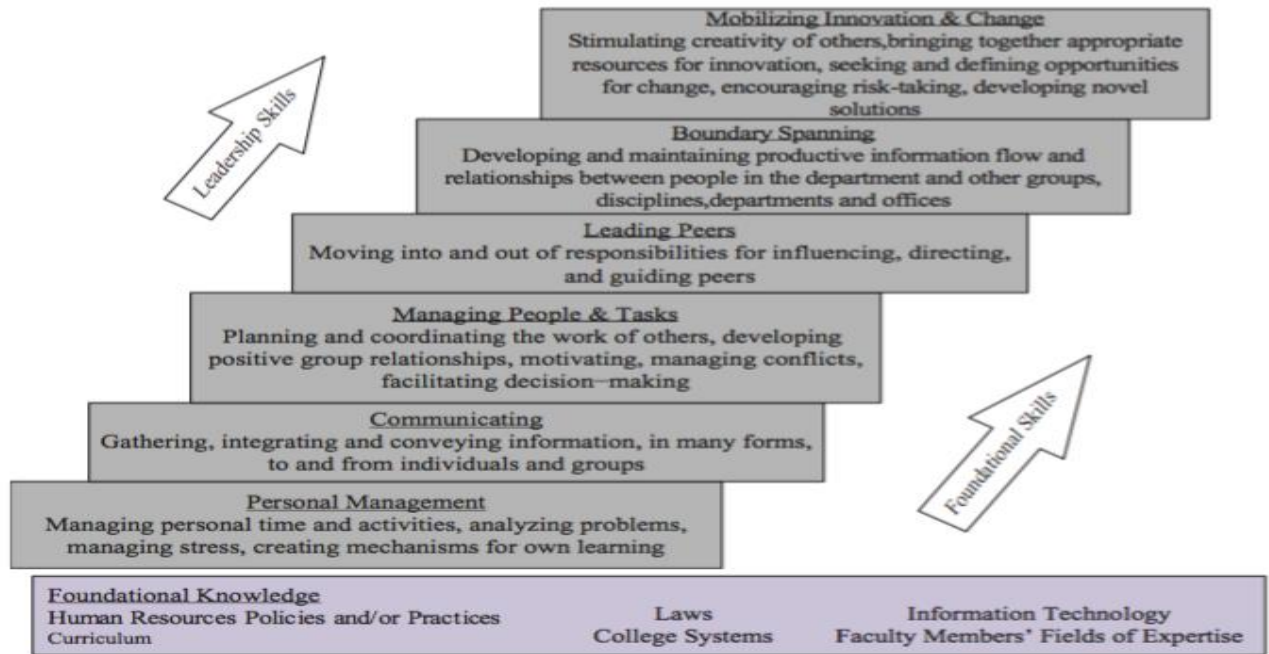 Mobilizing Innovation & Change
Stimulating creativity of others,bringing together appropriate
resources for innovation, seeking and defining opportunities
for change, encouraging risk-taking, developing novel
solutions
Leadership Skills
Boundary Spanning
Developing and maintaining productive information flow and
relationships between people in the department and other groups,
disciplines,departments and offices
Leading Peers
Moving into and out of responsibilities for influencing, directing,
and guiding peers
Managing People & Tasks
Planning and coordinating the work of others, developing
positive group relationships, motivating, managing conflicts,
facilitating decision-making
Communicating
Gathering, integrating and conveying information, in many forms,
to and from individuals and groups
Foundational Skills
Personal Management
Managing personal time and activities, analyzing problems,
managing stress, creating mechanisms for own learning
Foundational Knowledge
Human Resources Policies and/or Practices Laws Information Technology
Curriculum College Systems Faculty Members' Fields of Expertise